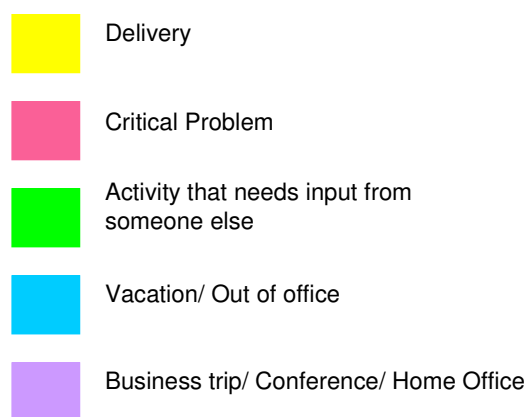 Delivery
Critical Problem
Activity that needs input from
someone else
Vacation/ Out of office
Business trip/ Conference/ Home Office